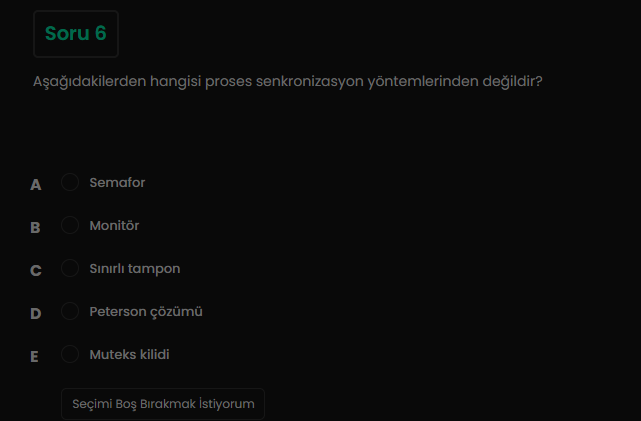 Soru 6
Aşağıdakilerden hangisi proses senkronizasyon yöntemlerinden değildir?
A Semafor
B Monitör
C Sınırlı tampon
D Peterson çözümü
E Muteks kilidi
Seçimi Boş Bırakmak İstiyorum